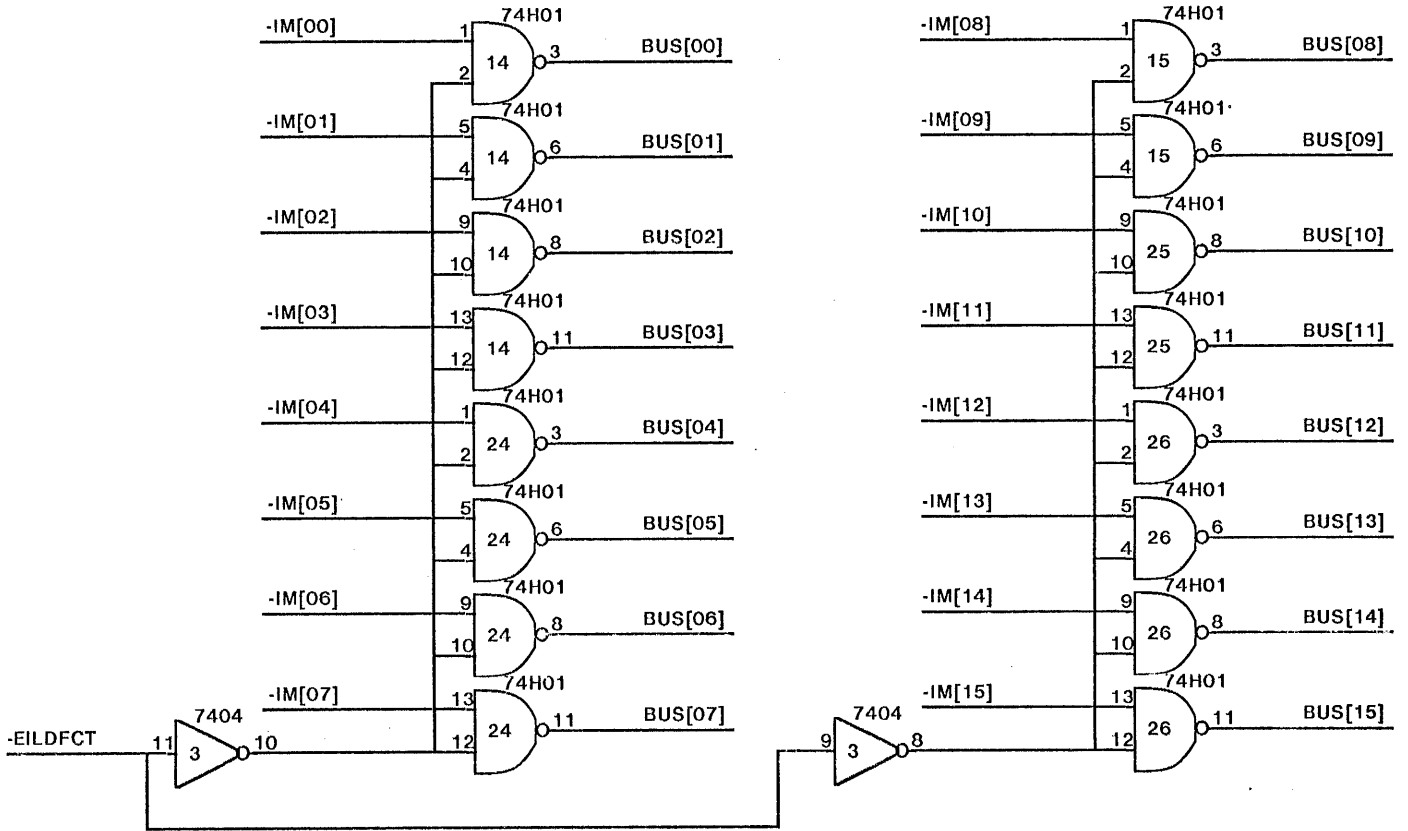 74H01
-IM[00] 1 14 3 BUS[00]
2
74H01
-IM[01] 5 14 6 BUS[01]
4
74H01
-IM[02] 9 14 8 BUS[02]
10
74H01
-IM[03] 13 14 11 BUS[03]
12
74H01
-IM[04] 1 24 3 BUS[04]
2
74H01
-IM[05] 5 24 6 BUS[05]
4
74H01
-IM[06] 9 24 8 BUS[06]
10
74H01
-IM[07] 13 24 11 BUS[07]
12
7404
-EILDFCT 11 3 10
74H01
-IM[08] 1 15 3 BUS[08]
2
74H01
-IM[09] 5 15 6 BUS[09]
4
74H01
-IM[10] 9 25 8 BUS[10]
10
74H01
-IM[11] 13 25 11 BUS[11]
12
74H01
-IM[12] 1 26 3 BUS[12]
2
74H01
-IM[13] 5 26 6 BUS[13]
4
74H01
-IM[14] 9 26 8 BUS[14]
10
74H01
-IM[15] 13 26 11 BUS[15]
12
7404
9 3 8